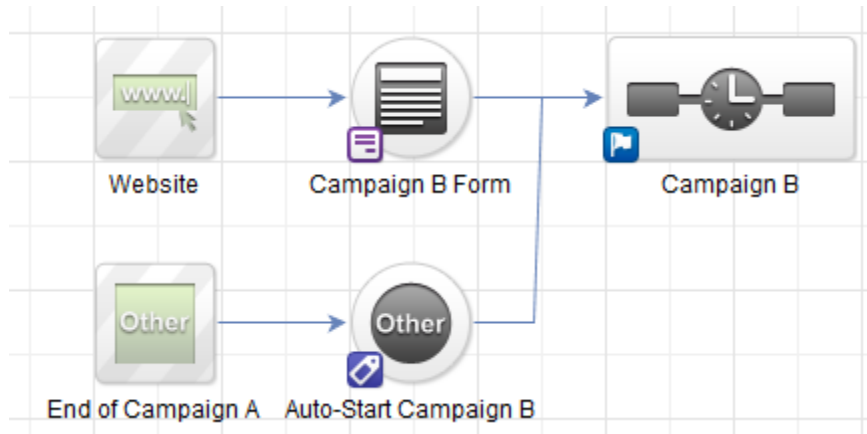 www.
Website
Campaign B Form
Campaign B
Other
Other
End of Campaign A
Auto-Start Campaign B